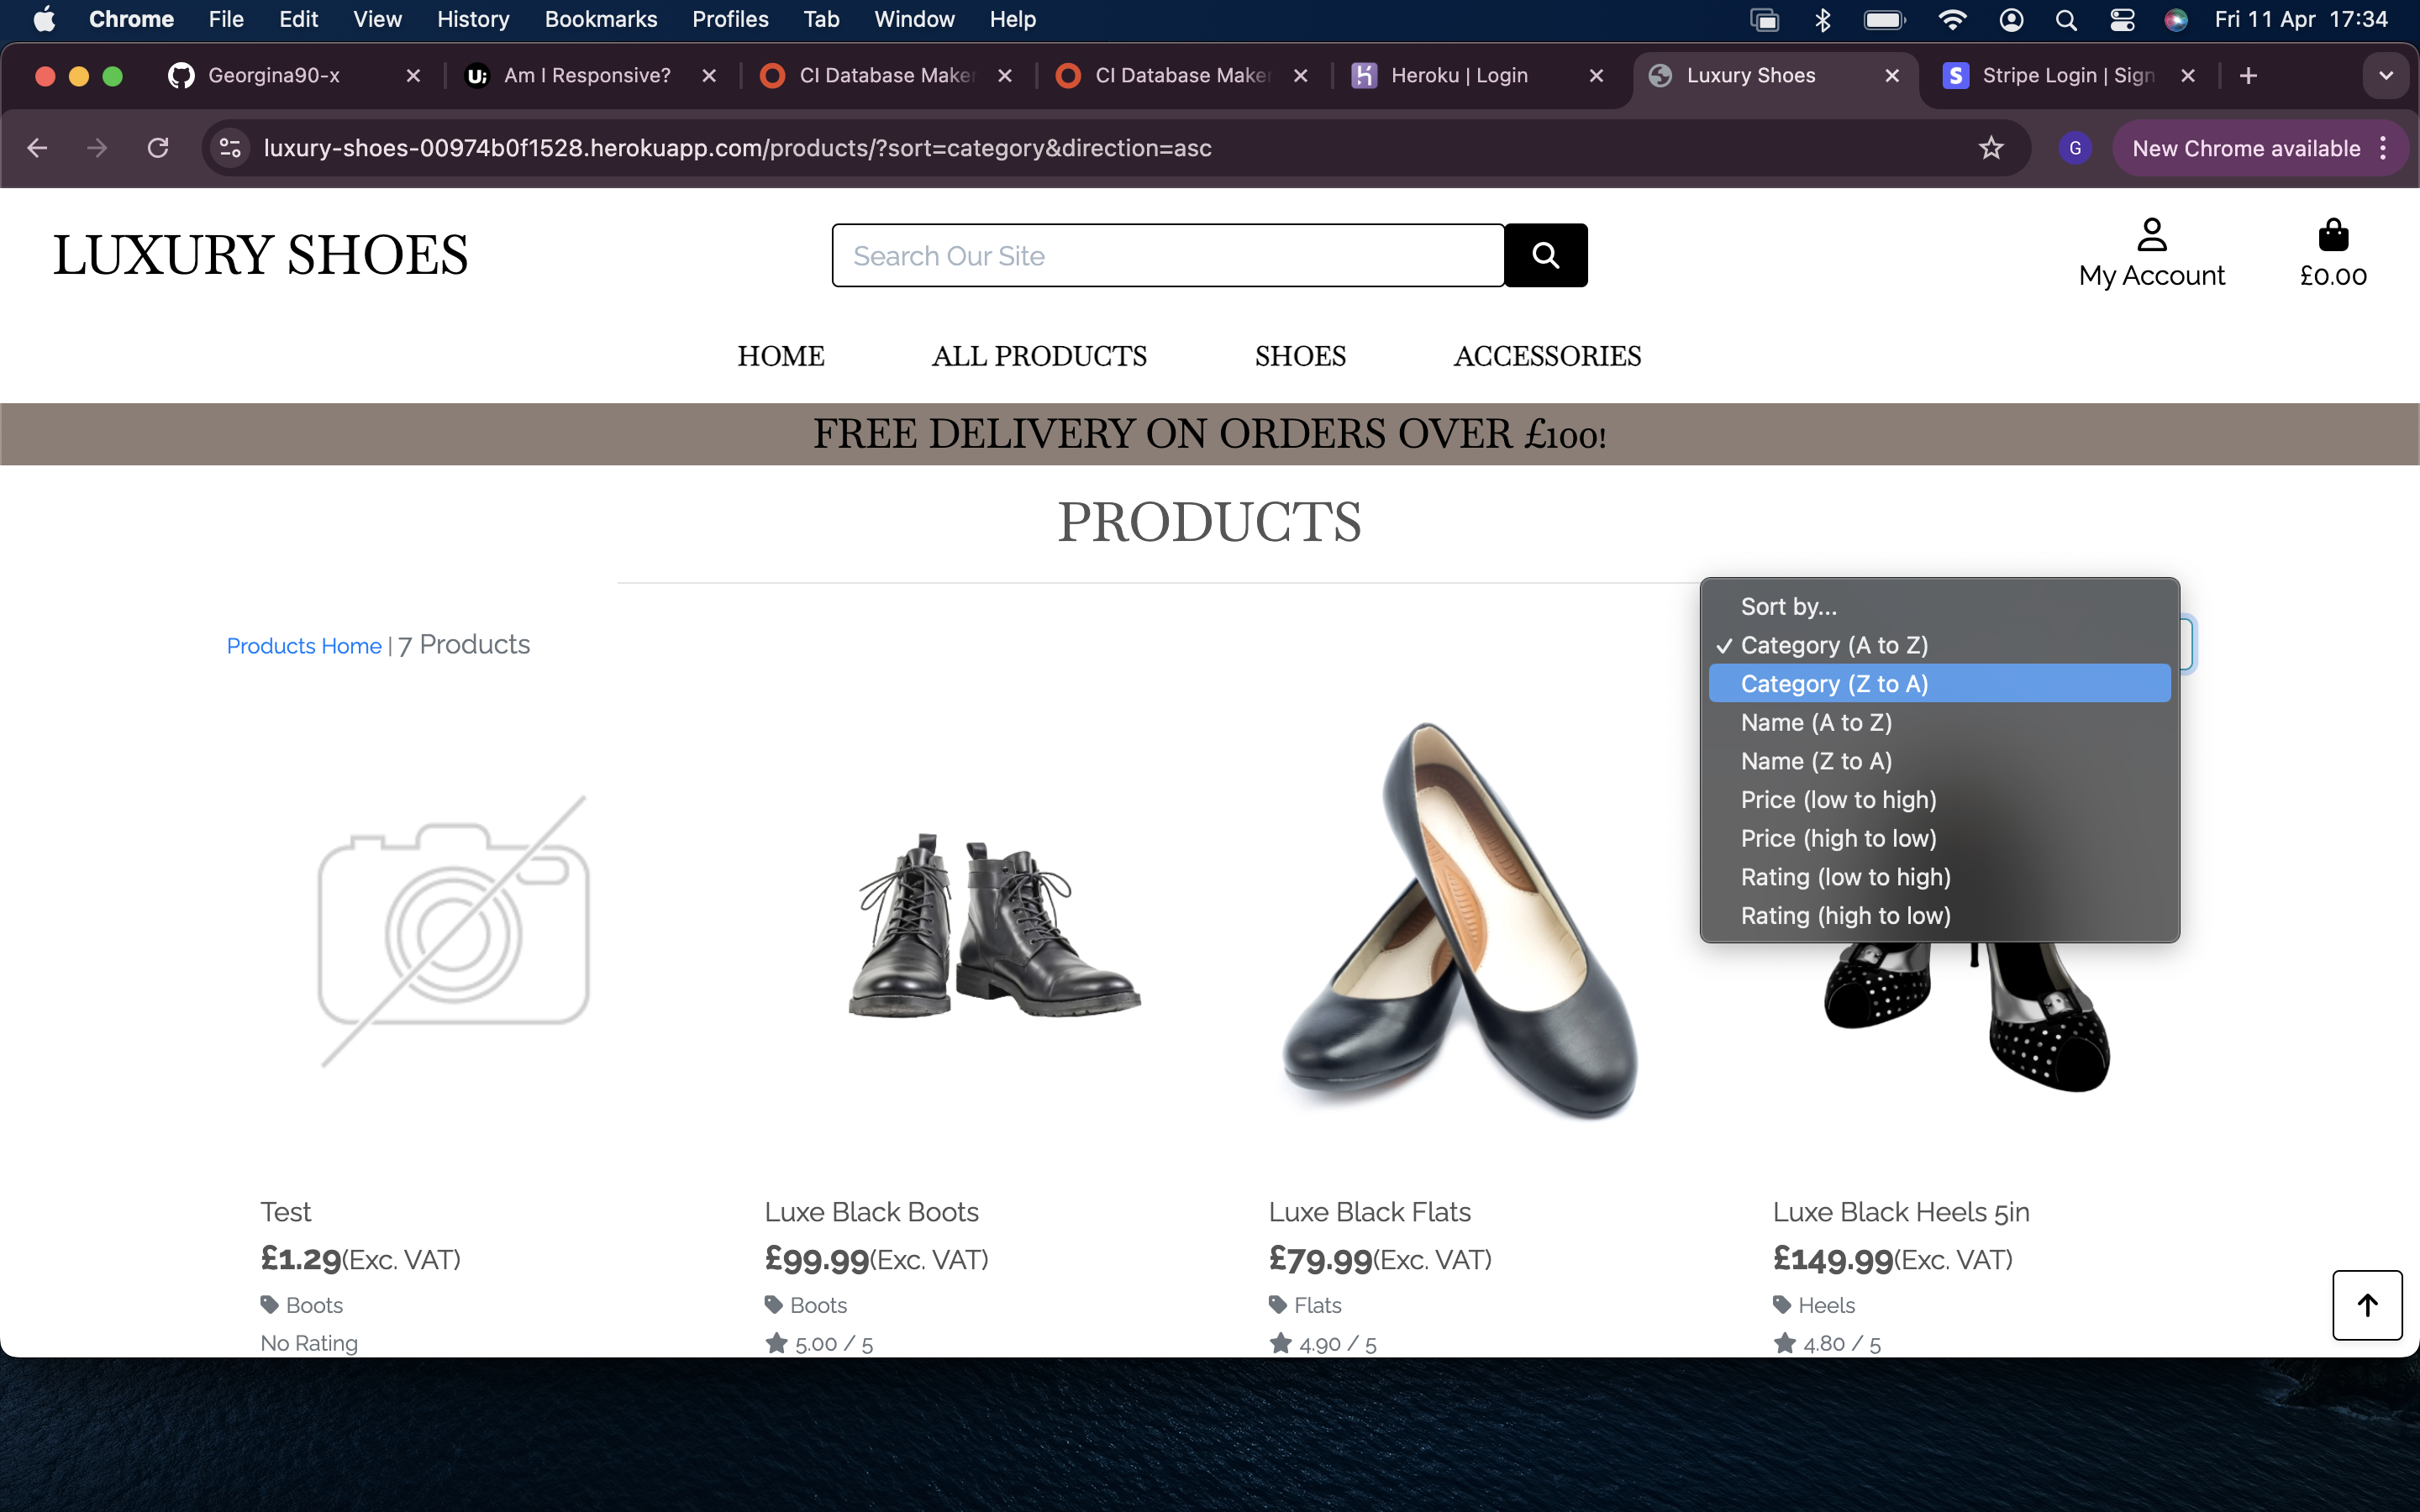 Chrome File Edit View History Bookmarks Profiles Tab Window Help Fri 11 Apr 17:34
Georgina90-x Am I Responsive? CI Database Maker CI Database Maker Heroku | Login Luxury Shoes Stripe Login | Sign
luxury-shoes-00974b0f1528.herokuapp.com/products/?sort=category&direction=asc G New Chrome available
LUXURY SHOES Search Our Site My Account £0.00
HOME ALL PRODUCTS SHOES ACCESSORIES
FREE DELIVERY ON ORDERS OVER £100!
PRODUCTS
Products Home | 7 Products
Sort by...
✓ Category (A to Z)
Category (Z to A)
Name (A to Z)
Name (Z to A)
Price (low to high)
Price (high to low)
Rating (low to high)
Rating (high to low)
Test Luxe Black Boots Luxe Black Flats Luxe Black Heels 5in
£1.29(Exc. VAT) £99.99(Exc. VAT) £79.99(Exc. VAT) £149.99(Exc. VAT)
Boots Boots Flats Heels
No Rating 5.00 / 5 4.90 / 5 4.80 / 5